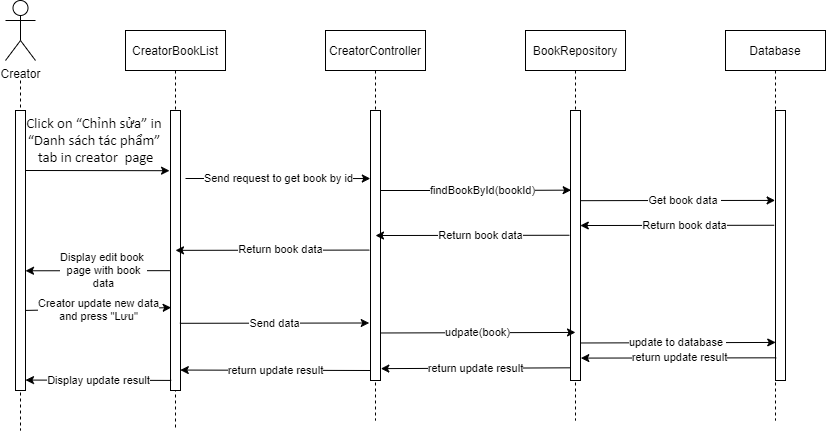 Creator
CreatorBookList
CreatorController
BookRepository
Database
Click on “Chỉnh sửa” in
“Danh sách tác phẩm”
tab in creator page
Send request to get book by id
findBookById(bookId)
Get book data
Return book data
Return book data
Return book data
Display edit book
page with book
data
Creator update new data
and press "Lưu"
Send data
udpate(book)
update to database
return update result
return update result
return update result
Display update result